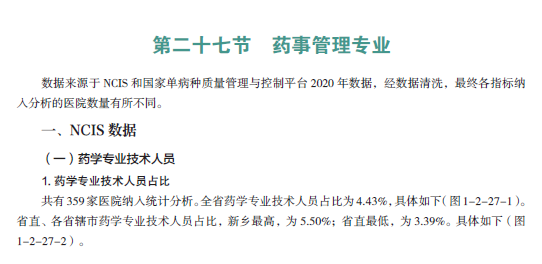 第二十七节　药事管理专业
数据来源于 NCIS 和国家单病种质量管理与控制平台 2020 年数据，经数据清洗，最终各指标纳
入分析的医院数量有所不同。
一、NCIS 数据
（一）药学专业技术人员
1. 药学专业技术人员占比
共有 359 家医院纳入统计分析。全省药学专业技术人员占比为 4.43%，具体如下（图 1-2-27-1）。
省直、各省辖市药学专业技术人员占比，新乡最高，为 5.50%；省直最低，为 3.39%。具体如下（图
1-2-27-2）。